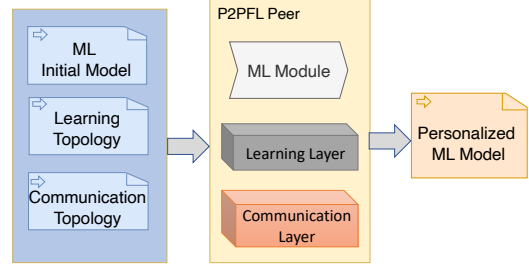 ML
Initial Model
Learning
Topology
Communication
Topology
P2PFL Peer
ML Module
Learning Layer
Communication
Layer
Personalized
ML Model